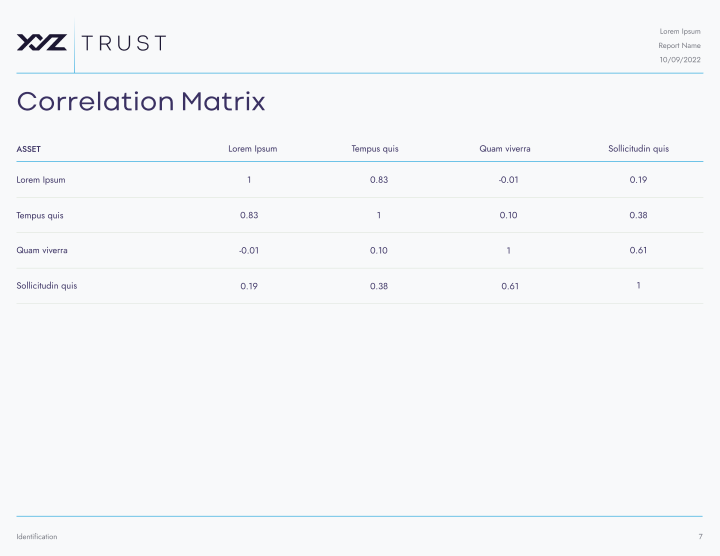 XYZ TRUST
Lorem Ipsum
Report Name
10/09/2022
Correlation Matrix
ASSET Lorem Ipsum Tempus quis Quam viverra Sollicitudin quis
Lorem Ipsum 1 0.83 -0.01 0.19
Tempus quis 0.83 1 0.10 0.38
Quam viverra -0.01 0.10 1 0.61
Sollicitudin quis 0.19 0.38 0.61 1
Identification 7